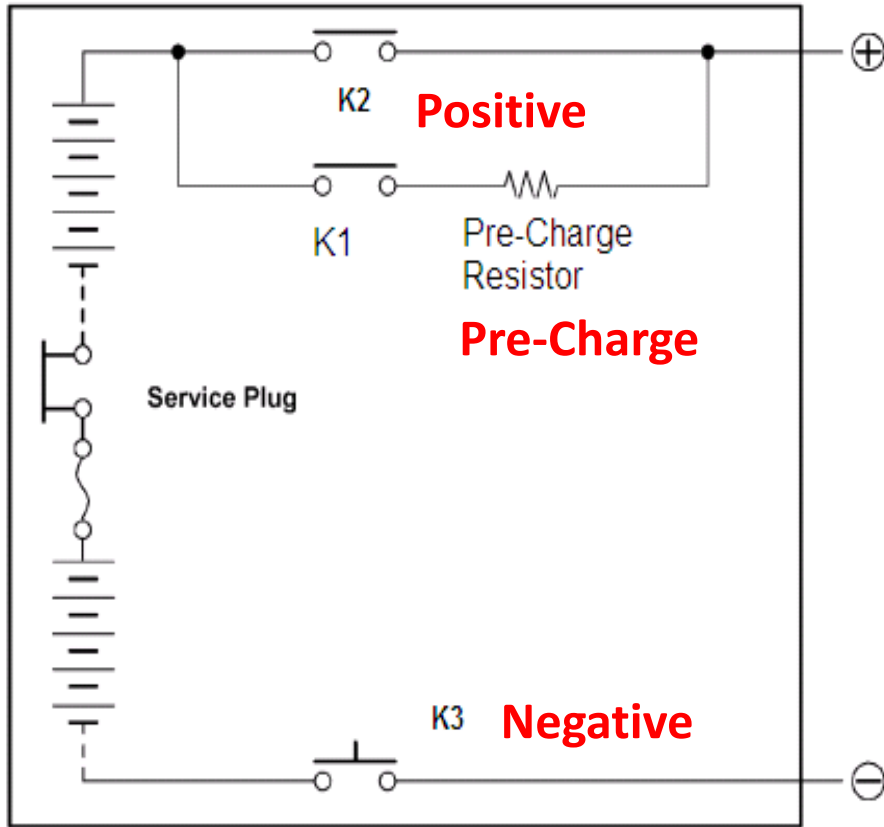 +
K2
Positive
K1
Pre-Charge
Resistor
Pre-Charge
Service Plug
K3
Negative
−